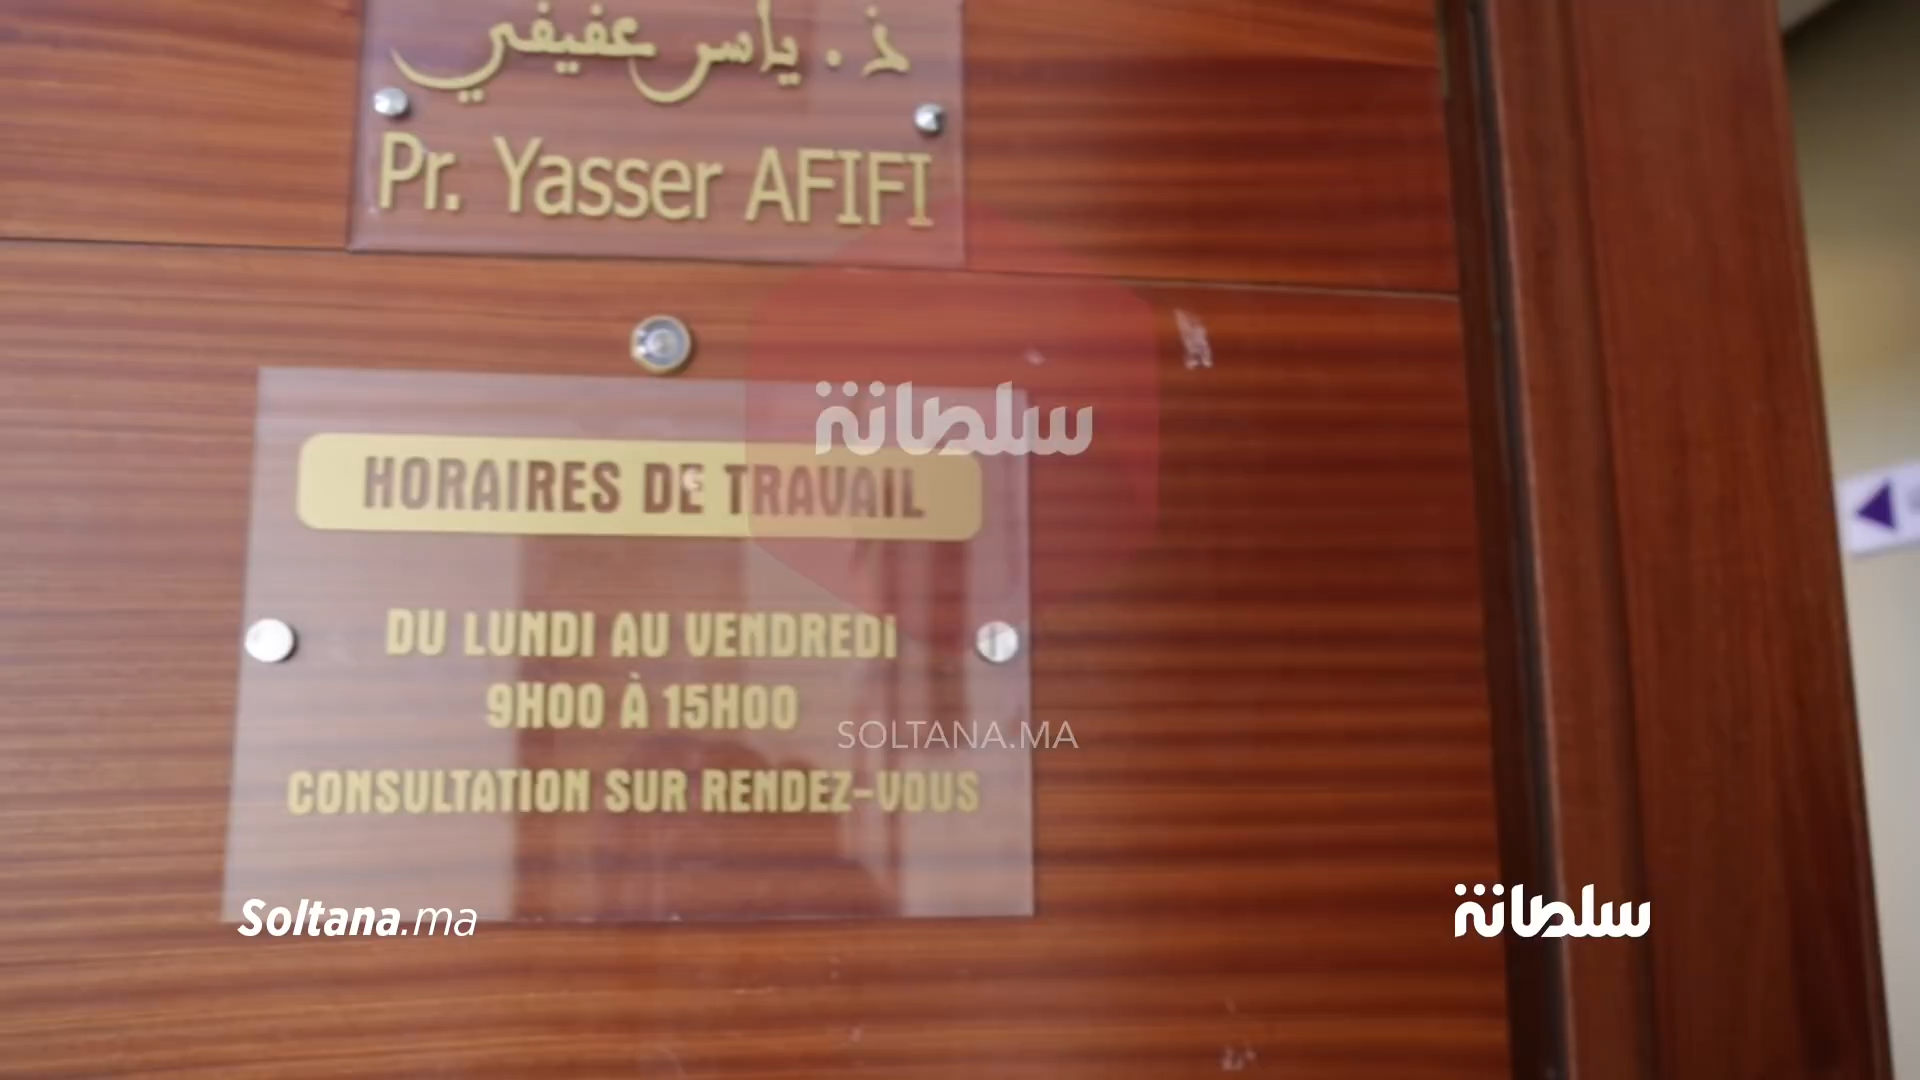 ذ. ياسر عفيفي
Pr. Yasser AFIFI
سلطانة
HORAIRES DE TRAVAIL
DU LUNDI AU VENDREDI
9H00 À 15H00
SOLTANA.MA
CONSULTATION SUR RENDEZ-VOUS
Soltana.ma
سلطانة